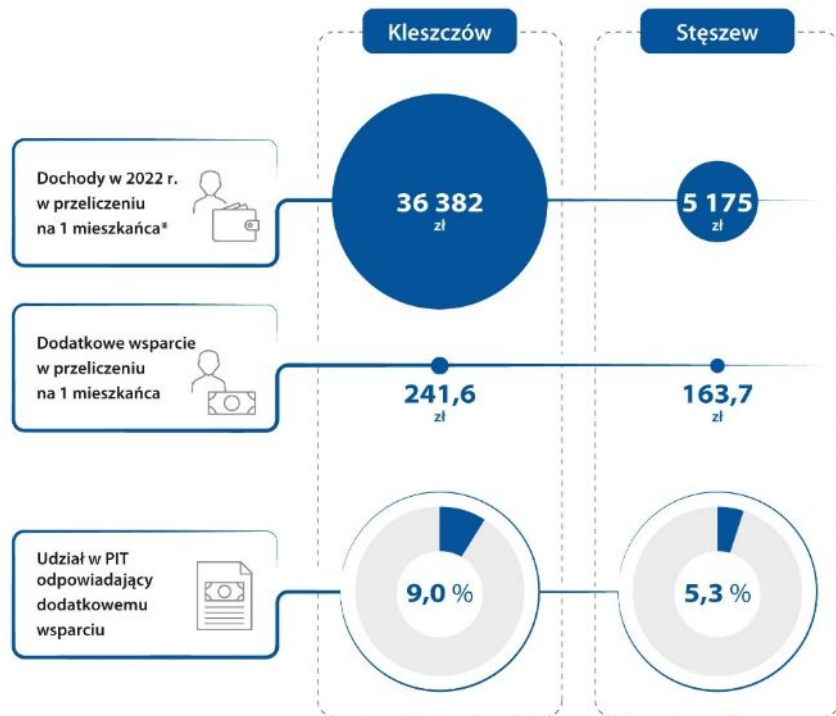 Kleszczów
Stęszew
Dochody w 2022 r.
w przeliczeniu
na 1 mieszkańca*
36 382
zł
5 175
zł
Dodatkowe wsparcie
w przeliczeniu
na 1 mieszkańca
241,6
zł
163,7
zł
Udział w PIT
odpowiadający
dodatkowemu
wsparciu
9,0 %
5,3 %